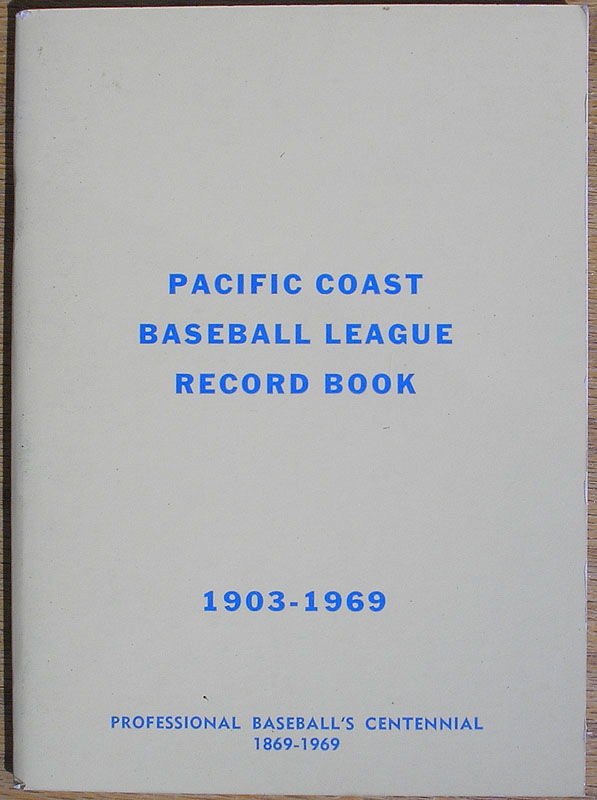 PACIFIC COAST
BASEBALL LEAGUE
RECORD BOOK
1903-1969
PROFESSIONAL BASEBALL'S CENTENNIAL
1869-1969